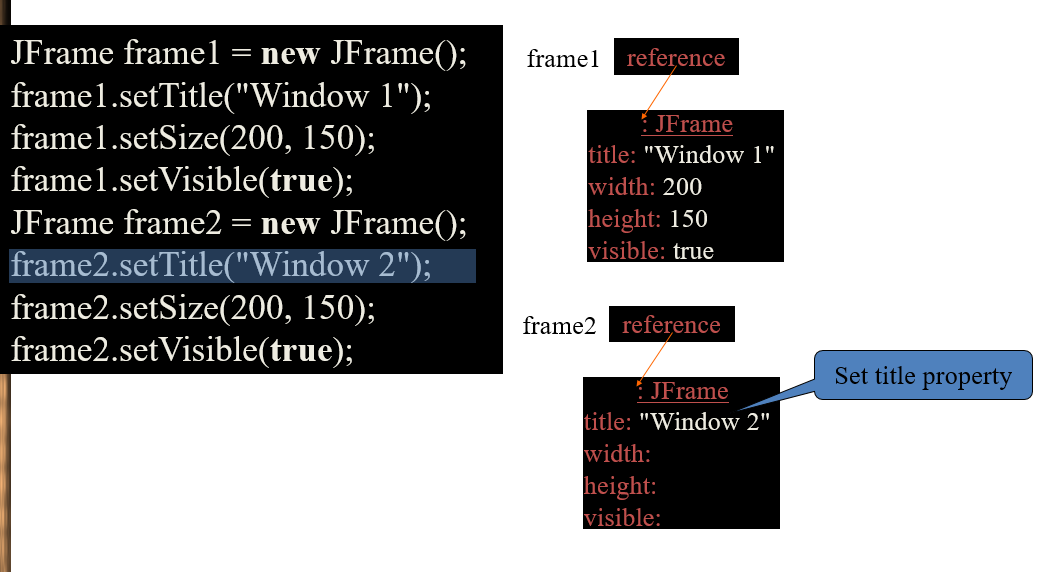 JFrame frame1 = new JFrame();
frame1.setTitle("Window 1");
frame1.setSize(200, 150);
frame1.setVisible(true);
JFrame frame2 = new JFrame();
frame2.setTitle("Window 2");
frame2.setSize(200, 150);
frame2.setVisible(true);
frame1 reference
: JFrame
title: "Window 1"
width: 200
height: 150
visible: true
frame2 reference
: JFrame
title: "Window 2"
width:
height:
visible:
Set title property